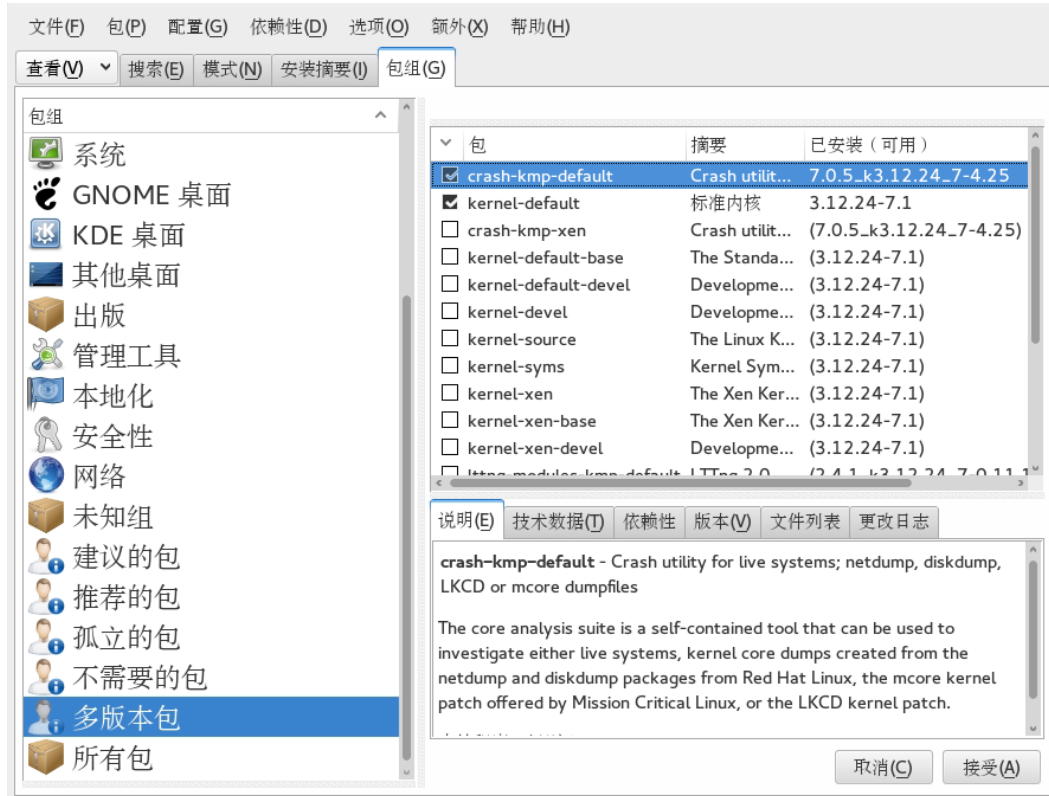 文件(F) 包(P) 配置(G) 依赖性(D) 选项(O) 额外(X) 帮助(H)
查看(V) 搜索(E) 模式(N) 安装摘要(I) 包组(G)
包组
系统
GNOME 桌面
KDE 桌面
其他桌面
出版
管理工具
本地化
安全性
网络
未知组
建议的包
推荐的包
孤立的包
不需要的包
多版本包
所有包
包 摘要 已安装（可用）
crash-kmp-default Crash utilit... 7.0.5_k3.12.24_7-4.25
kernel-default 标准内核 3.12.24-7.1
crash-kmp-xen Crash utilit... (7.0.5_k3.12.24_7-4.25)
kernel-default-base The Standa... (3.12.24-7.1)
kernel-default-devel Developme... (3.12.24-7.1)
kernel-devel Developme... (3.12.24-7.1)
kernel-source The Linux K... (3.12.24-7.1)
kernel-syms Kernel Sym... (3.12.24-7.1)
kernel-xen The Xen Ker... (3.12.24-7.1)
kernel-xen-base The Xen Ker... (3.12.24-7.1)
kernel-xen-devel Developme... (3.12.24-7.1)
lttng-modules-kmp-default LTTng 2.0
说明(E) 技术数据(T) 依赖性 版本(V) 文件列表 更改日志
crash-kmp-default - Crash utility for live systems; netdump, diskdump,
LKCD or mcore dumpfiles
The core analysis suite is a self-contained tool that can be used to
investigate either live systems, kernel core dumps created from the
netdump and diskdump packages from Red Hat Linux, the mcore kernel
patch offered by Mission Critical Linux, or the LKCD kernel patch.
取消(C) 接受(A)